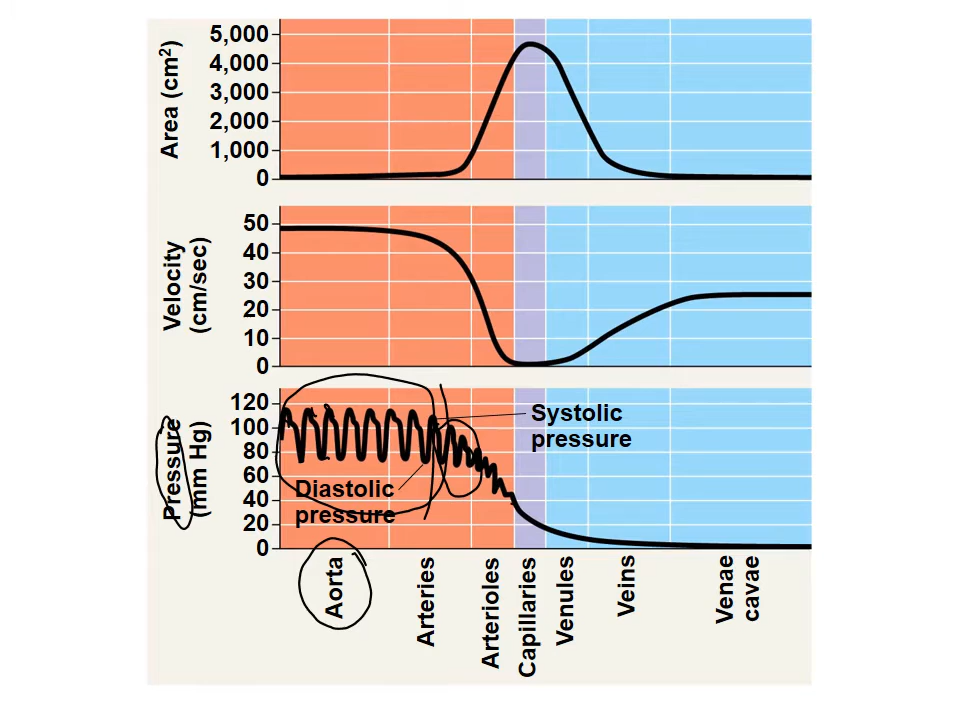 Area (cm²)
5,000
4,000
3,000
2,000
1,000
0
Velocity
(cm/sec)
50
40
30
20
10
0
Pressure
(mm Hg)
120
100
80
60
40
20
0
Systolic
pressure
Diastolic
pressure
Aorta
Arteries
Arterioles
Capillaries
Venules
Veins
Venae
cavae